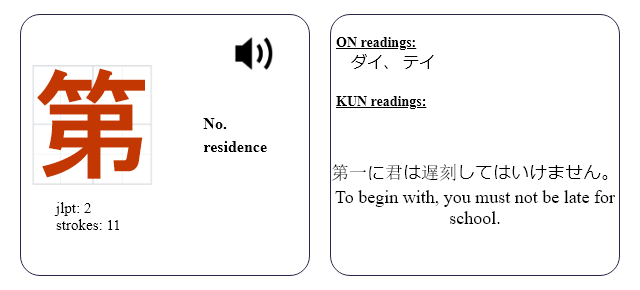 第
No.
residence
jlpt: 2
strokes: 11
ON readings:
ダイ、 テイ
KUN readings:
第一に君は遅刻してはいけません。
To begin with, you must not be late for
school.